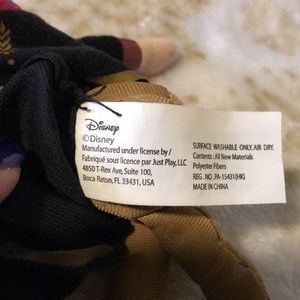 Disney
© Disney
Manufactured under license by /
Fabriqué sous licence par Just Play, LLC
4850 T-Rex Ave, Suite 100,
Boca Raton, FL 33431, USA
SURFACE WASHABLE ONLY. AIR DRY.
Contents : All New Materials
Polyester Fibers
REG. NO. PA-15431(HK)
MADE IN CHINA